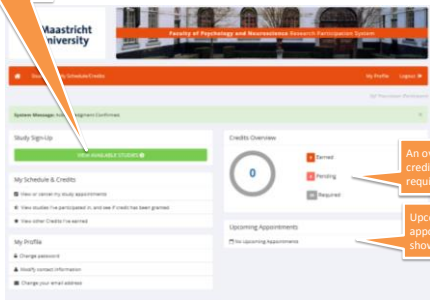 Maastricht
University
Faculty of Psychology and Neuroscience Research Participation System
My Schedule/Credits
My Profile Logout
System Message: Confirmed
Study Sign-Up
VIEW AVAILABLE STUDIES
Credits Overview
0
Earned
Pending
Required
My Schedule & Credits
View or cancel my study appointments
View studies I've participated in, and see if credit has been granted
View other Credits I've earned
My Profile
Change password
Modify contact information
Change your email address
Upcoming Appointments
No Upcoming Appointments
An ov
credi
requi
Upco
appo
show